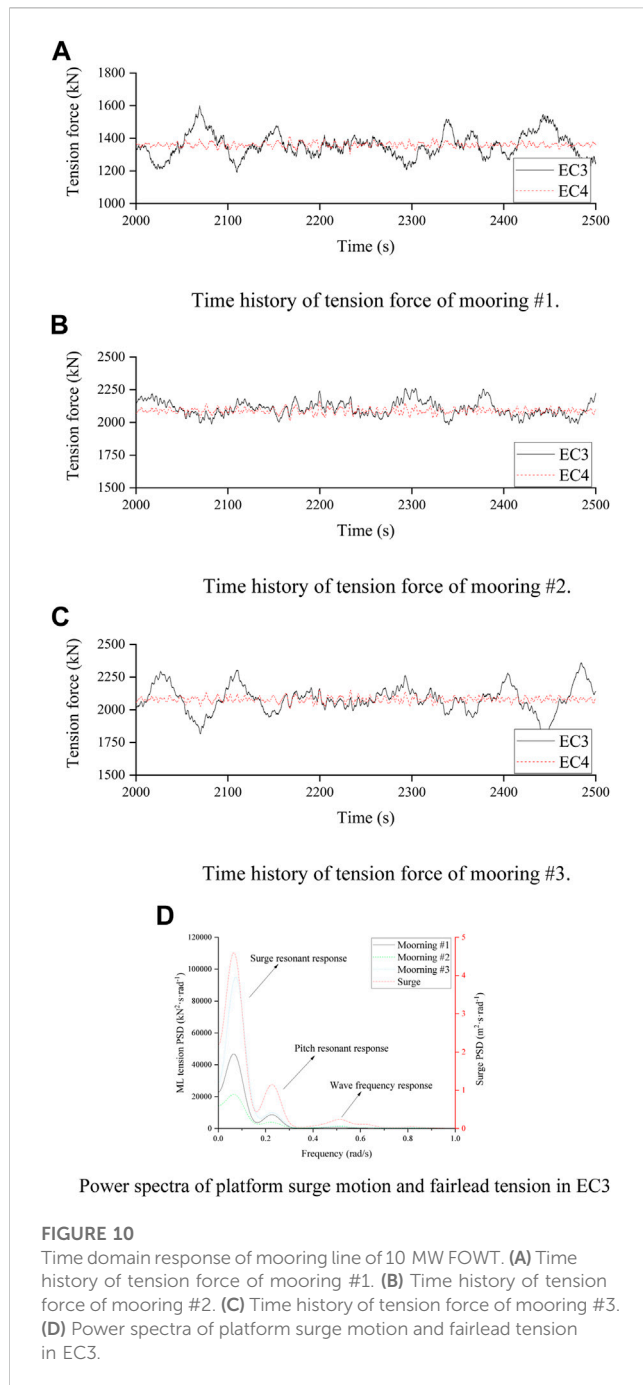 A
Tension force (kN)
1800
1600
1400
1200
1000
EC3
EC4
2000 2100 2200 2300 2400 2500
Time (s)
Time history of tension force of mooring #1.
B
Tension force (kN)
2500
2250
2000
1750
1500
EC3
EC4
2000 2100 2200 2300 2400 2500
Time (s)
Time history of tension force of mooring #2.
C
Tension force (kN)
2500
2250
2000
1750
1500
EC3
EC4
2000 2100 2200 2300 2400 2500
Time (s)
Time history of tension force of mooring #3.
D
ML tension PSD (kN²·s·rad⁻¹)
120000
100000
80000
60000
40000
20000
0
Moorning #1
Moorning #2
Moorning #3
Surge
Surge resonant response
Pitch resonant response
Wave frequency response
5
4
3
2
1
0
Surge PSD (m²·s·rad⁻¹)
0.0 0.2 0.4 0.6 0.8 1.0
Frequency (rad/s)
Power spectra of platform surge motion and fairlead tension in EC3
FIGURE 10
Time domain response of mooring line of 10 MW FOWT. (A) Time
history of tension force of mooring #1. (B) Time history of tension
force of mooring #2. (C) Time history of tension force of mooring #3.
(D) Power spectra of platform surge motion and fairlead tension
in EC3.